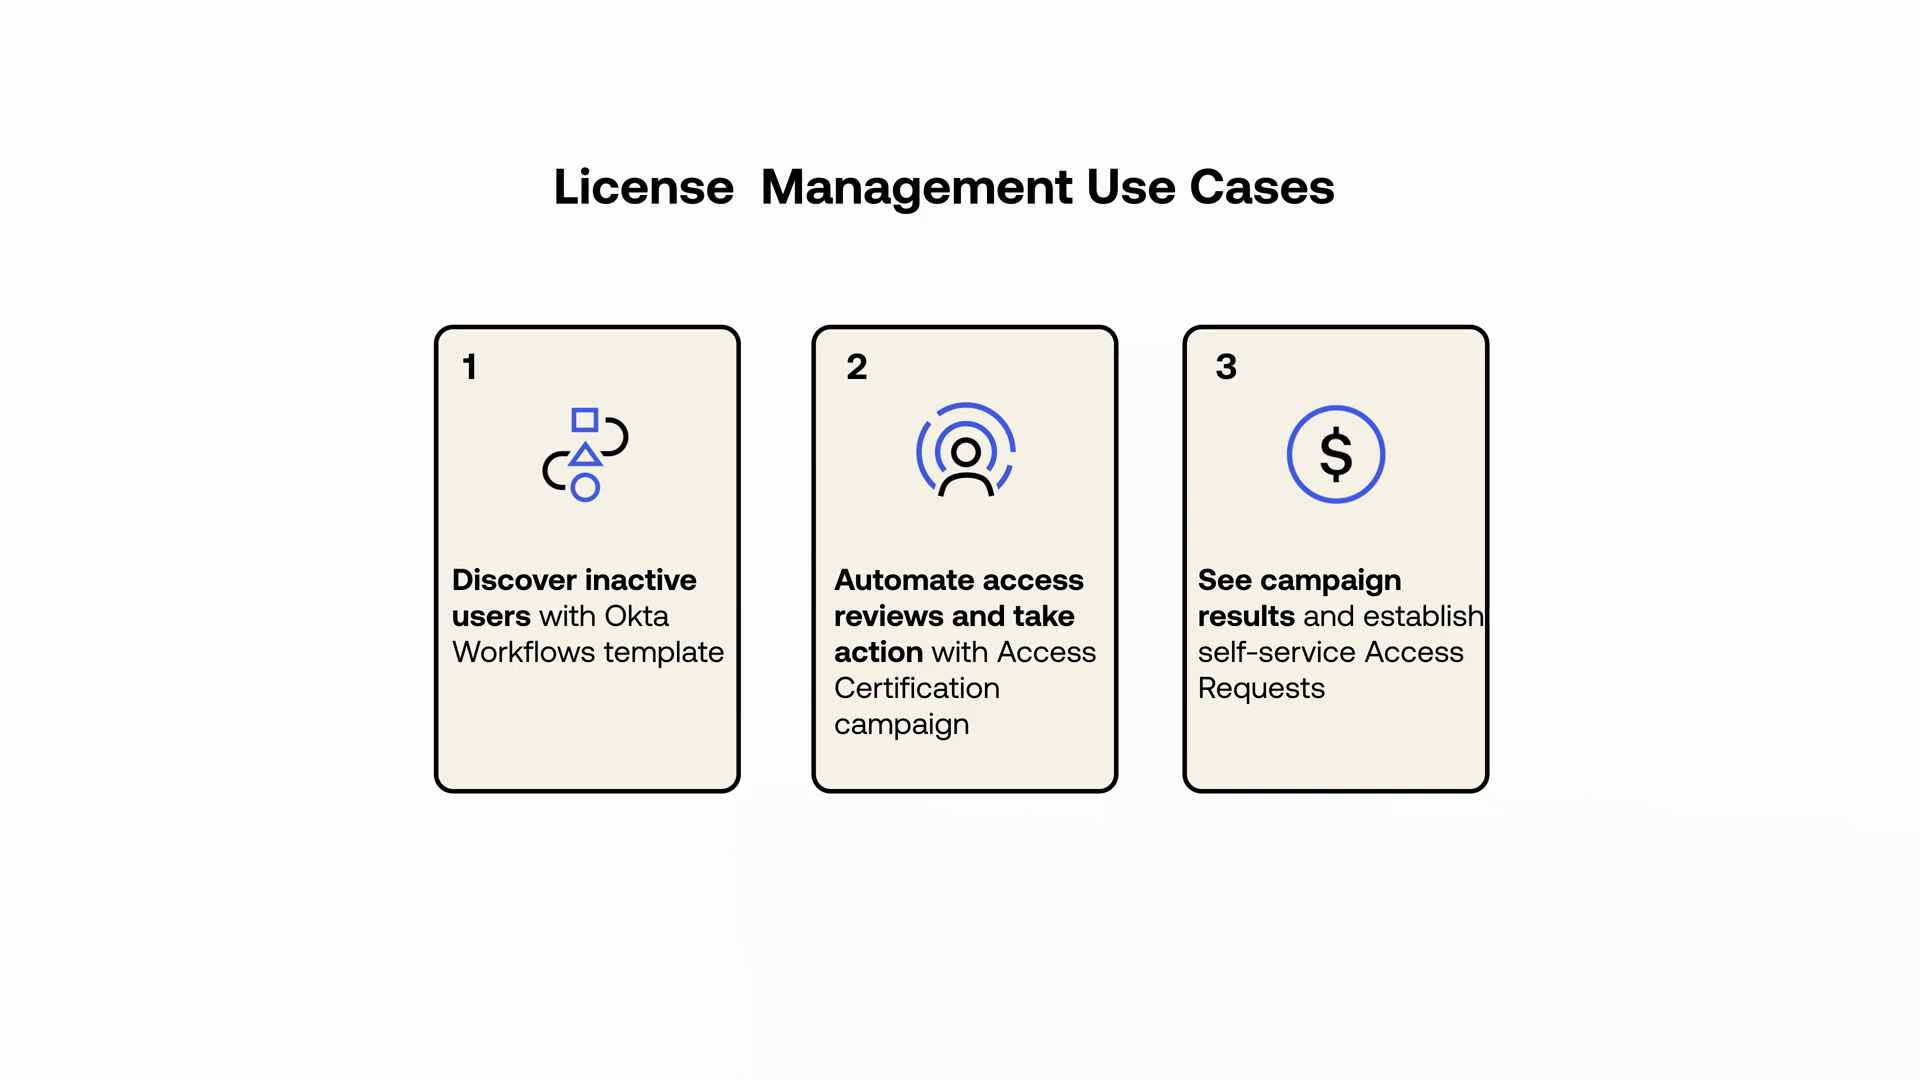 License  Management Use Cases
1
Discover inactive
users with Okta
Workflows template
2
Automate access
reviews and take
action with Access
Certification
campaign
3
$
See campaign
results and establish
self-service Access
Requests